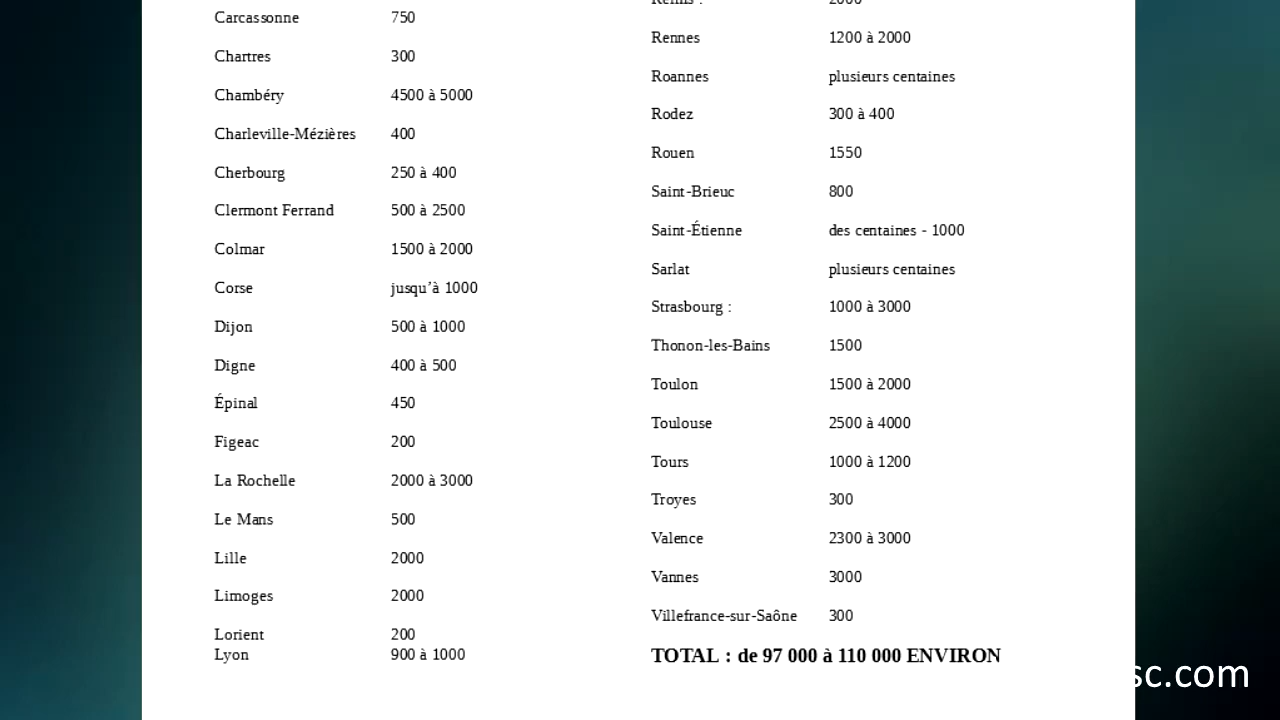 Carcassonne 750
Chartres 300
Chambéry 4500 à 5000
Charleville-Mézières 400
Cherbourg 250 à 400
Clermont Ferrand 500 à 2500
Colmar 1500 à 2000
Corse jusqu’à 1000
Dijon 500 à 1000
Digne 400 à 500
Épinal 450
Figeac 200
La Rochelle 2000 à 3000
Le Mans 500
Lille 2000
Limoges 2000
Lorient 200
Lyon 900 à 1000
Reims : 2000
Rennes 1200 à 2000
Roannes plusieurs centaines
Rodez 300 à 400
Rouen 1550
Saint-Brieuc 800
Saint-Étienne des centaines - 1000
Sarlat plusieurs centaines
Strasbourg : 1000 à 3000
Thonon-les-Bains 1500
Toulon 1500 à 2000
Toulouse 2500 à 4000
Tours 1000 à 1200
Troyes 300
Valence 2300 à 3000
Vannes 3000
Villefrance-sur-Saône 300
TOTAL : de 97 000 à 110 000 ENVIRON
sc.com